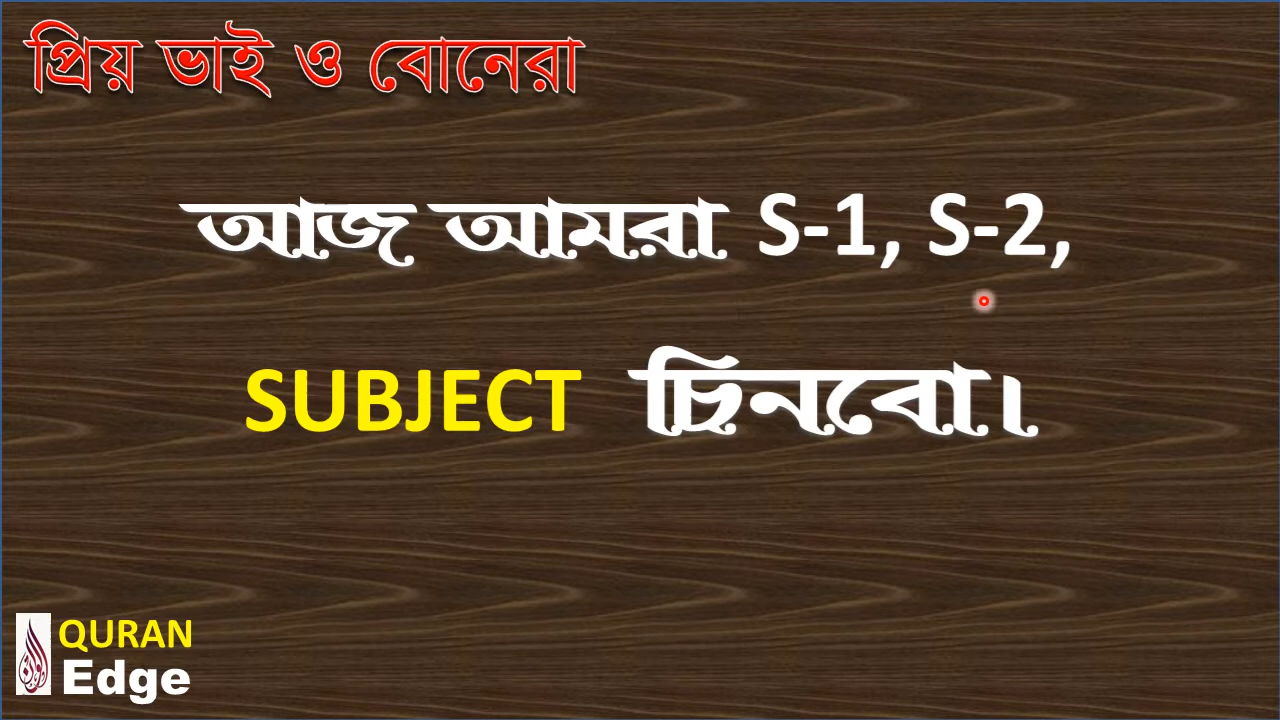 প্রিয় ভাই ও বোনেরা
আজ আমরা S-1, S-2,
SUBJECT চিনবো।
QURAN
Edge